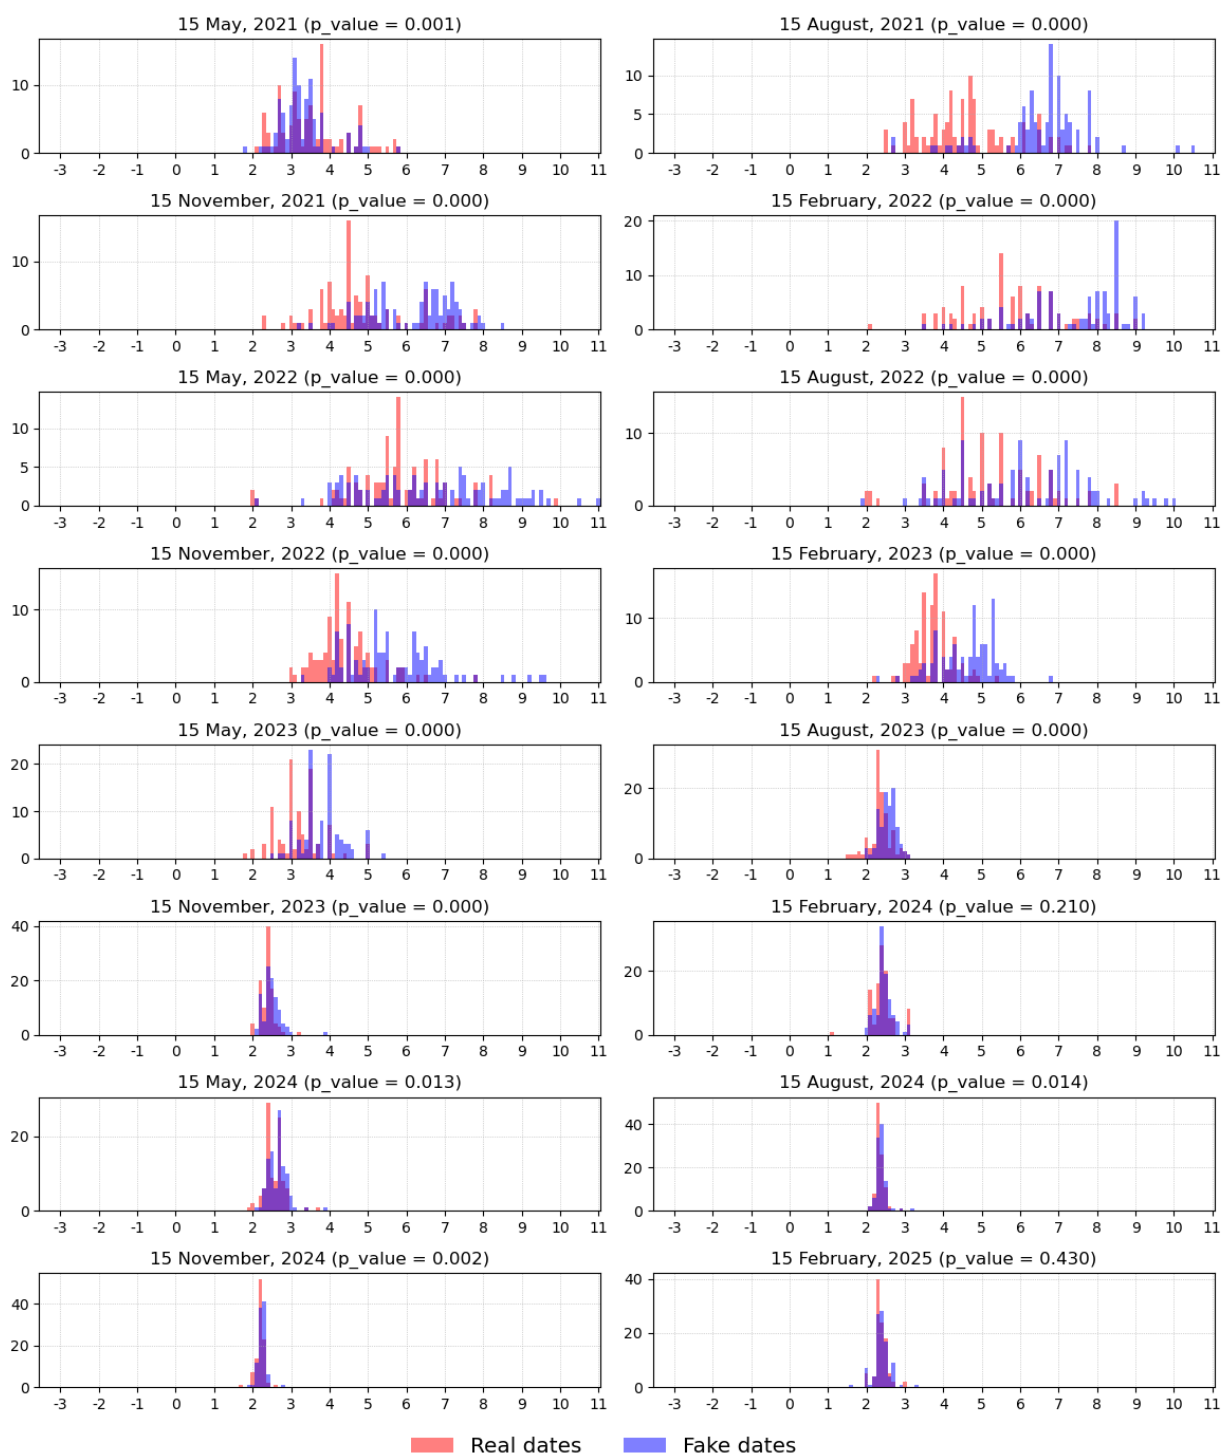 15 May, 2021 (p_value = 0.001)
15 August, 2021 (p_value = 0.000)
10
0
-3 -2 -1 0 1 2 3 4 5 6 7 8 9 10 11
10
5
0
-3 -2 -1 0 1 2 3 4 5 6 7 8 9 10 11
15 November, 2021 (p_value = 0.000)
15 February, 2022 (p_value = 0.000)
10
0
-3 -2 -1 0 1 2 3 4 5 6 7 8 9 10 11
20
10
0
-3 -2 -1 0 1 2 3 4 5 6 7 8 9 10 11
15 May, 2022 (p_value = 0.000)
15 August, 2022 (p_value = 0.000)
10
5
0
-3 -2 -1 0 1 2 3 4 5 6 7 8 9 10 11
10
0
-3 -2 -1 0 1 2 3 4 5 6 7 8 9 10 11
15 November, 2022 (p_value = 0.000)
15 February, 2023 (p_value = 0.000)
10
0
-3 -2 -1 0 1 2 3 4 5 6 7 8 9 10 11
10
0
-3 -2 -1 0 1 2 3 4 5 6 7 8 9 10 11
15 May, 2023 (p_value = 0.000)
15 August, 2023 (p_value = 0.000)
20
10
0
-3 -2 -1 0 1 2 3 4 5 6 7 8 9 10 11
20
0
-3 -2 -1 0 1 2 3 4 5 6 7 8 9 10 11
15 November, 2023 (p_value = 0.000)
15 February, 2024 (p_value = 0.210)
40
20
0
-3 -2 -1 0 1 2 3 4 5 6 7 8 9 10 11
20
0
-3 -2 -1 0 1 2 3 4 5 6 7 8 9 10 11
15 May, 2024 (p_value = 0.013)
15 August, 2024 (p_value = 0.014)
20
0
-3 -2 -1 0 1 2 3 4 5 6 7 8 9 10 11
40
20
0
-3 -2 -1 0 1 2 3 4 5 6 7 8 9 10 11
15 November, 2024 (p_value = 0.002)
15 February, 2025 (p_value = 0.430)
40
20
0
-3 -2 -1 0 1 2 3 4 5 6 7 8 9 10 11
40
20
0
-3 -2 -1 0 1 2 3 4 5 6 7 8 9 10 11
Real dates
Fake dates